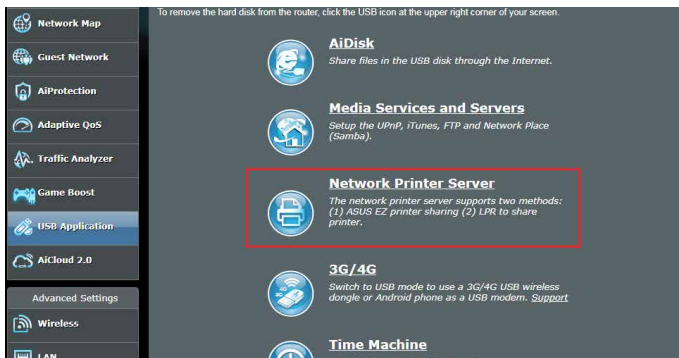 To remove the hard disk from the router, click the USB icon at the upper right corner of your screen.
Network Map
Guest Network
AiProtection
Adaptive QoS
Traffic Analyzer
Game Boost
USB Application
AiCloud 2.0
Advanced Settings
Wireless
LAN
AiDisk
Share files in the USB disk through the Internet.
Media Services and Servers
Setup the UPnP, iTunes, FTP and Network Place
(Samba).
Network Printer Server
The network printer server supports two methods:
(1) ASUS EZ printer sharing (2) LPR to share
printer.
3G/4G
Switch to USB mode to use a 3G/4G USB wireless
dongle or Android phone as a USB modem. Support
Time Machine